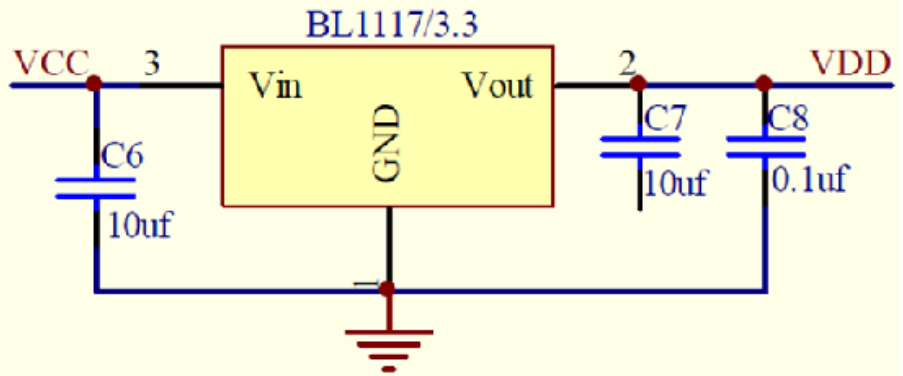 BL1117/3.3
VCC 3 Vin Vout 2 VDD
GND
C6
10uf
C7
10uf
C8
0.1uf
1